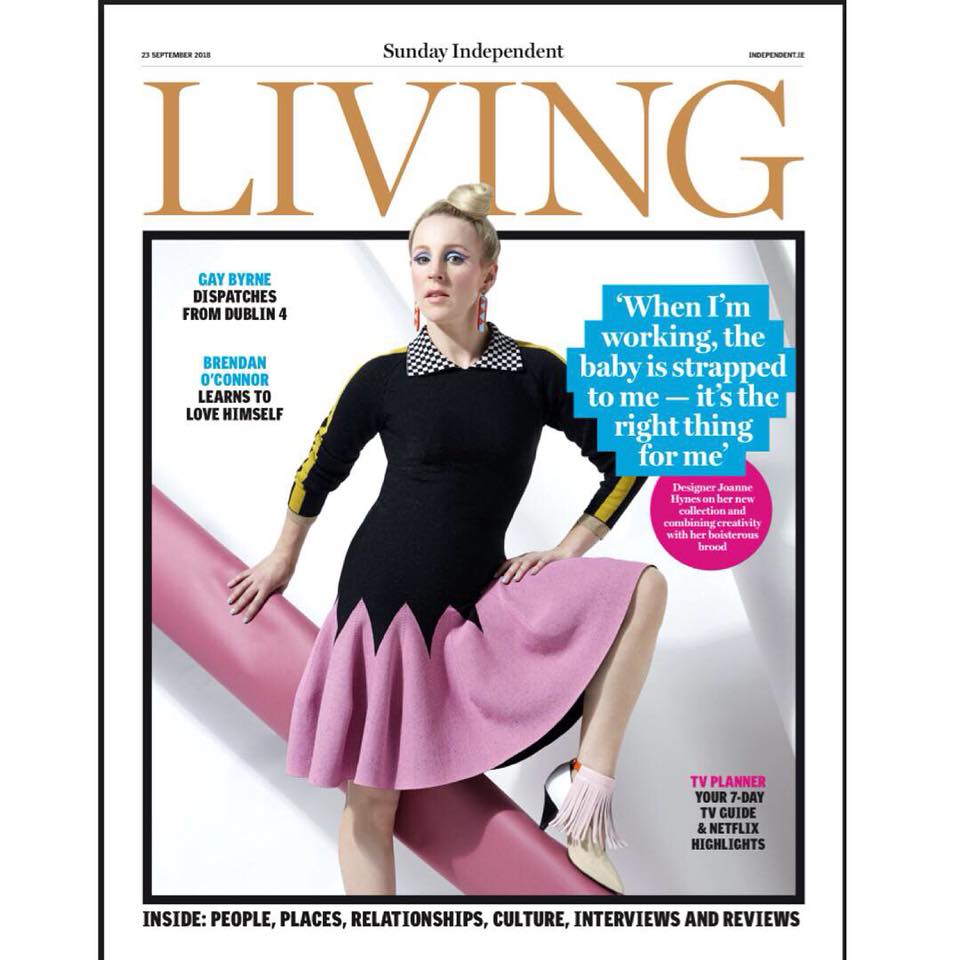 23 SEPTEMBER 2018
Sunday Independent
INDEPENDENT.IE
LIVING
GAY BYRNE
DISPATCHES
FROM DUBLIN 4
BRENDAN
O'CONNOR
LEARNS TO
LOVE HIMSELF
‘When I’m
working, the
baby is strapped
to me — it’s the
right thing
for me’
Designer Joanne
Hynes on her new
collection and
combining creativity
with her boisterous
brood
TV PLANNER
YOUR 7-DAY
TV GUIDE
& NETFLIX
HIGHLIGHTS
INSIDE: PEOPLE, PLACES, RELATIONSHIPS, CULTURE, INTERVIEWS AND REVIEWS